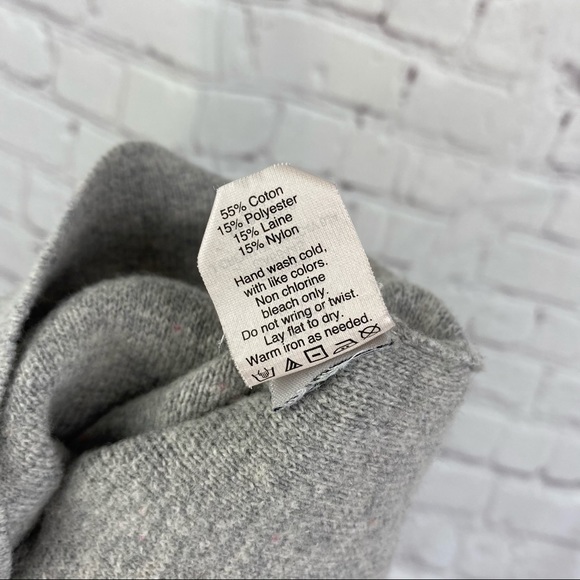 55% Coton
15% Polyester
15% Laine
15% Nylon
Hand wash cold,
with like colors.
Non chlorine
bleach only.
Do not wring or twist.
Lay flat to dry.
Warm iron as needed.